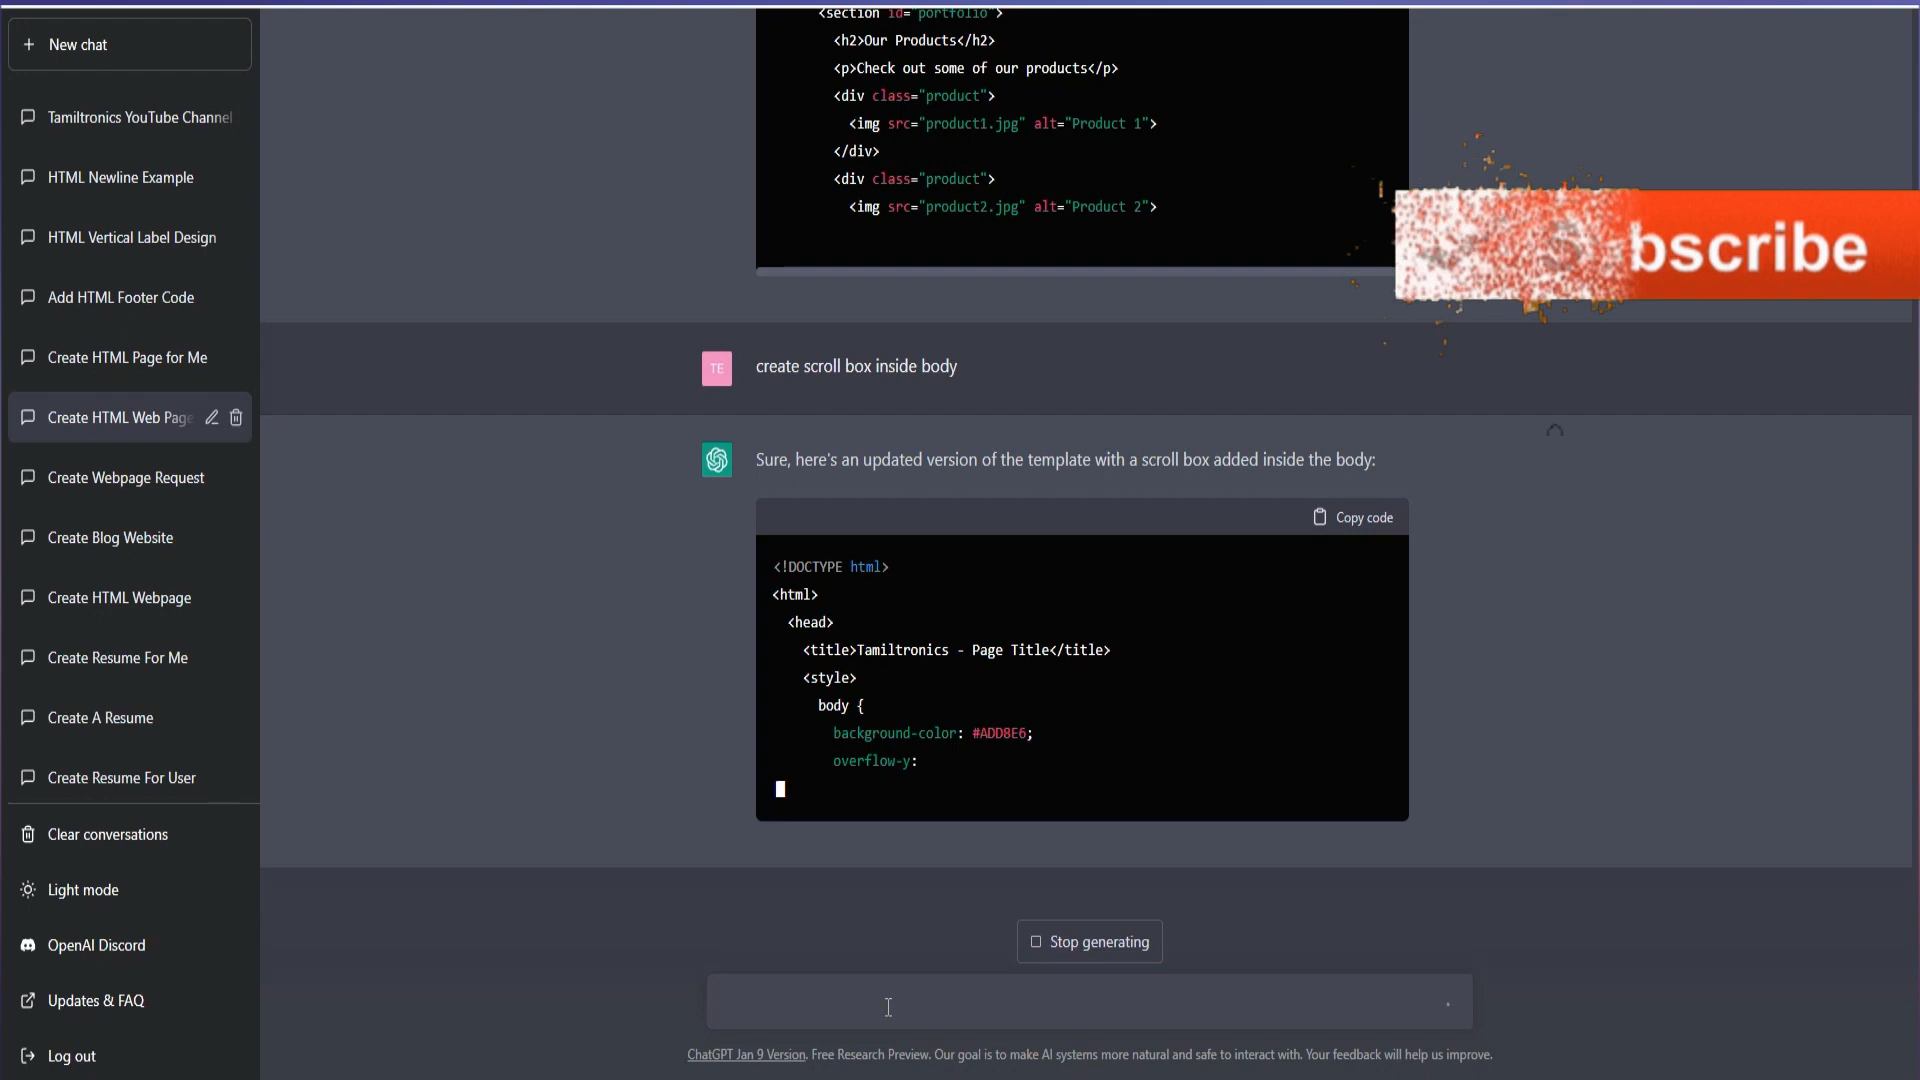 New chat
Tamiltronics YouTube Channel
HTML Newline Example
HTML Vertical Label Design
Add HTML Footer Code
Create HTML Page for Me
Create HTML Web Page
Create Webpage Request
Create Blog Website
Create HTML Webpage
Create Resume For Me
Create A Resume
Create Resume For User
Clear conversations
Light mode
OpenAI Discord
Updates & FAQ
Log out
<section id="portfolio">
<h2>Our Products</h2>
<p>Check out some of our products</p>
<div class="product">
<img src="product1.jpg" alt="Product 1">
</div>
<div class="product">
<img src="product2.jpg" alt="Product 2">
bscribe
TE
create scroll box inside body
Sure, here's an updated version of the template with a scroll box added inside the body:
Copy code
<!DOCTYPE html>
<html>
<head>
<title>Tamiltronics - Page Title</title>
<style>
body {
background-color: #ADD8E6;
overflow-y:
Stop generating
ChatGPT Jan 9 Version. Free Research Preview. Our goal is to make AI systems more natural and safe to interact with. Your feedback will help us improve.